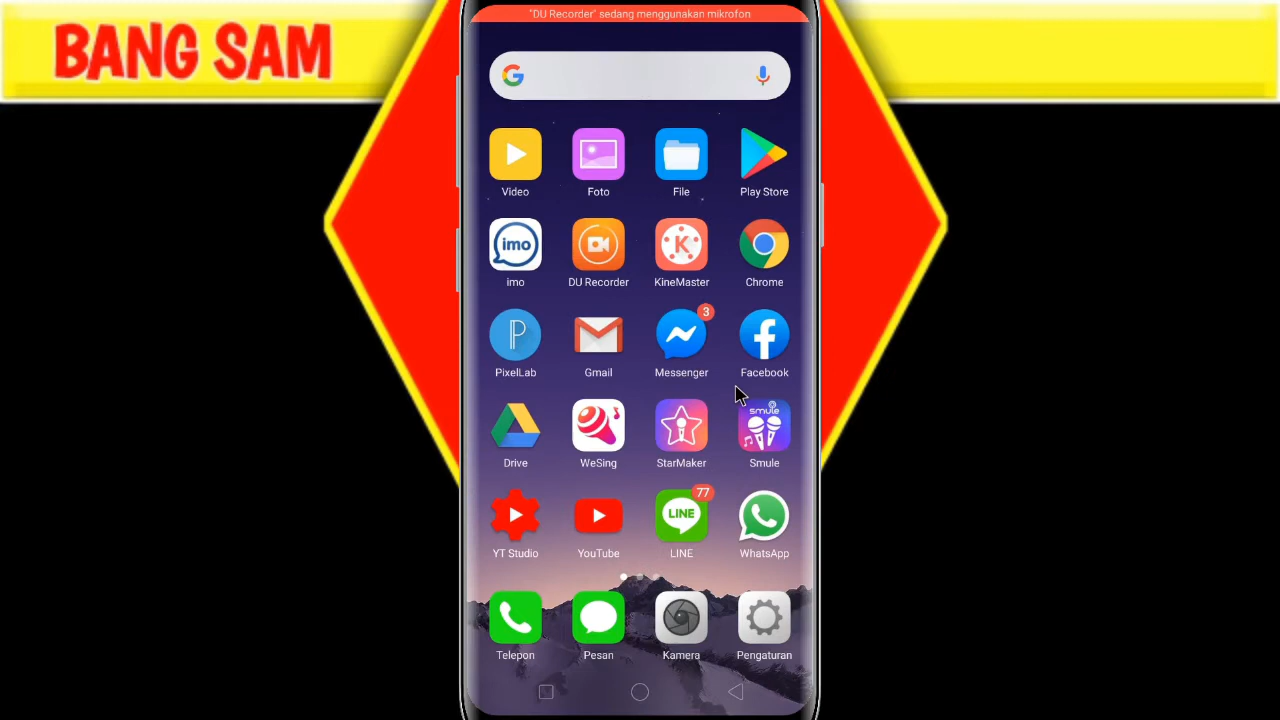 BANG SAM
"DU Recorder" sedang menggunakan mikrofon
Video Foto File Play Store
imo
imo DU Recorder KineMaster Chrome
3
PixelLab Gmail Messenger Facebook
smule
Drive WeSing StarMaker Smule
77
LINE
YT Studio YouTube LINE WhatsApp
Telepon Pesan Kamera Pengaturan